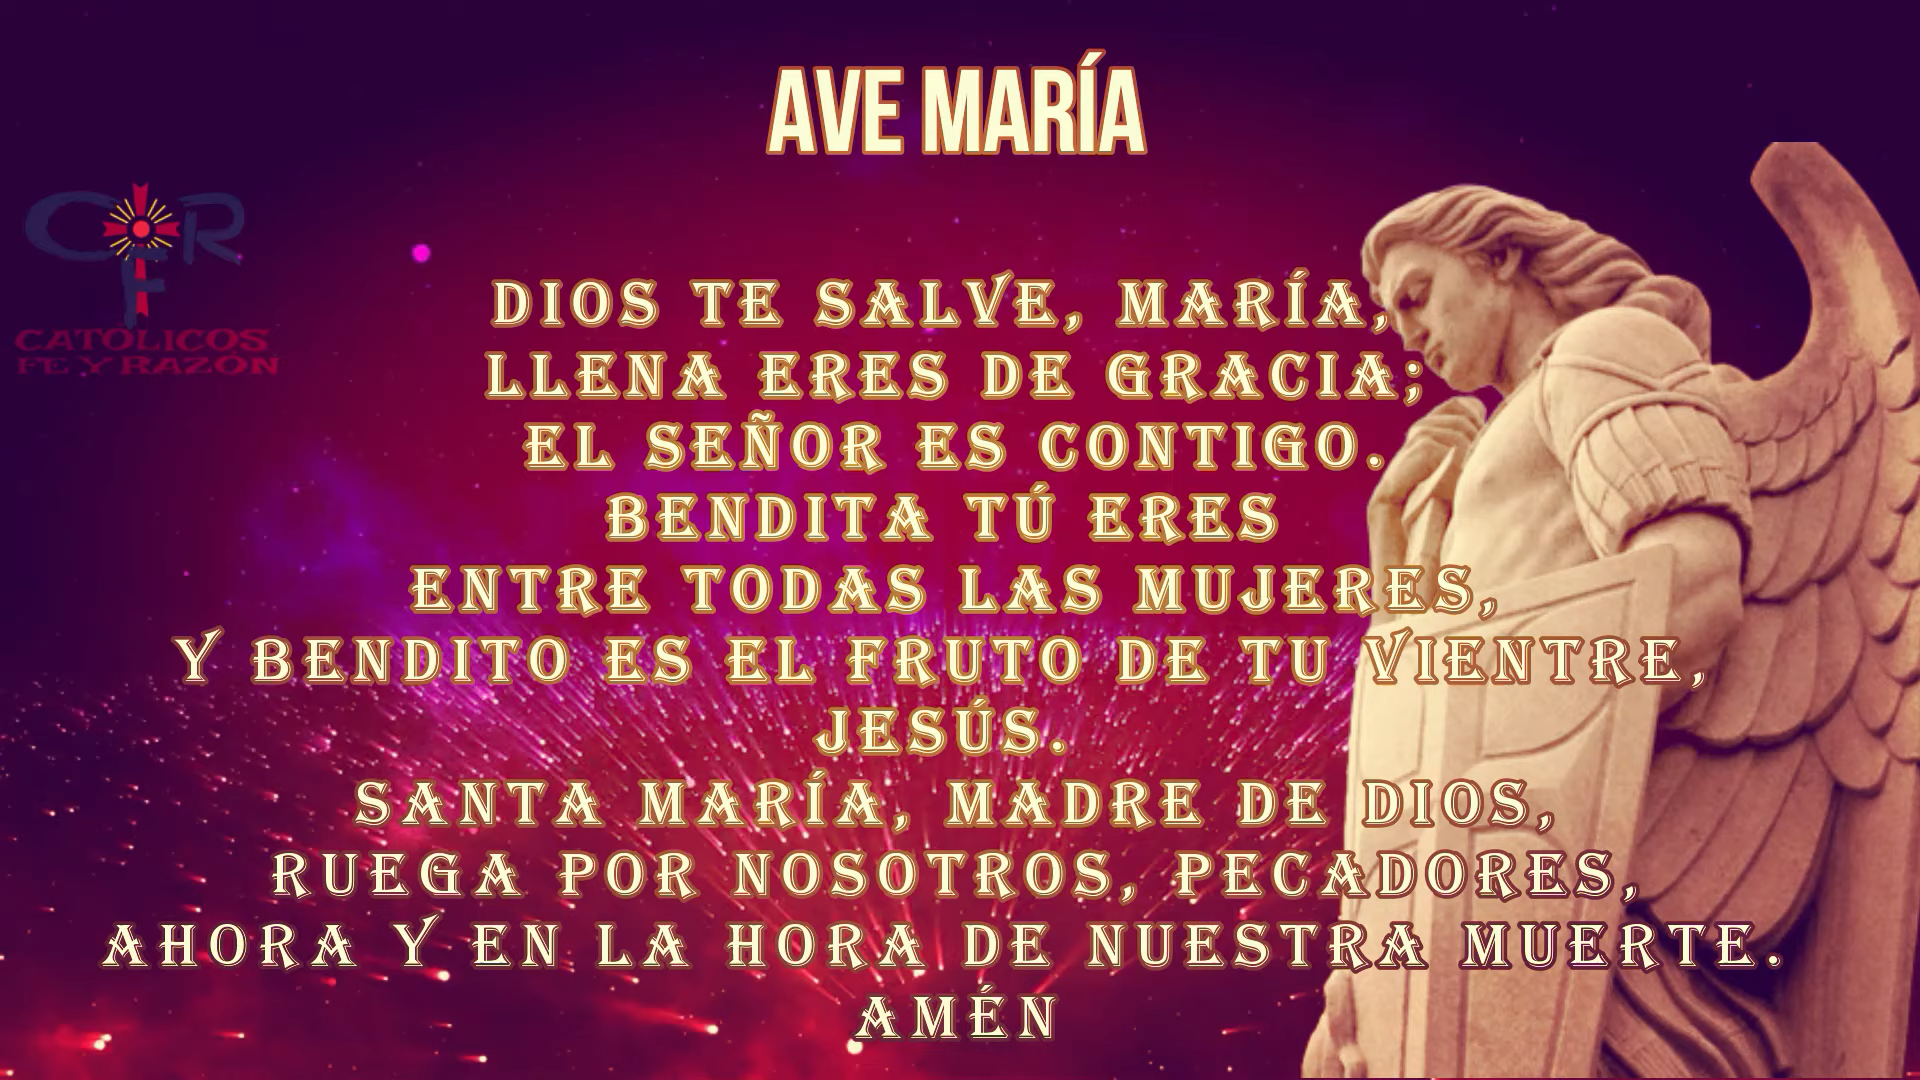 AVE MARÍA
CFR
CATÓLICOS
FE Y RAZÓN
DIOS TE SALVE, MARÍA,
LLENA ERES DE GRACIA;
EL SEÑOR ES CONTIGO.
BENDITA TÚ ERES
ENTRE TODAS LAS MUJERES,
Y BENDITO ES EL FRUTO DE TU VIENTRE,
JESÚS.
SANTA MARÍA, MADRE DE DIOS,
RUEGA POR NOSOTROS, PECADORES,
AHORA Y EN LA HORA DE NUESTRA MUERTE.
AMÉN